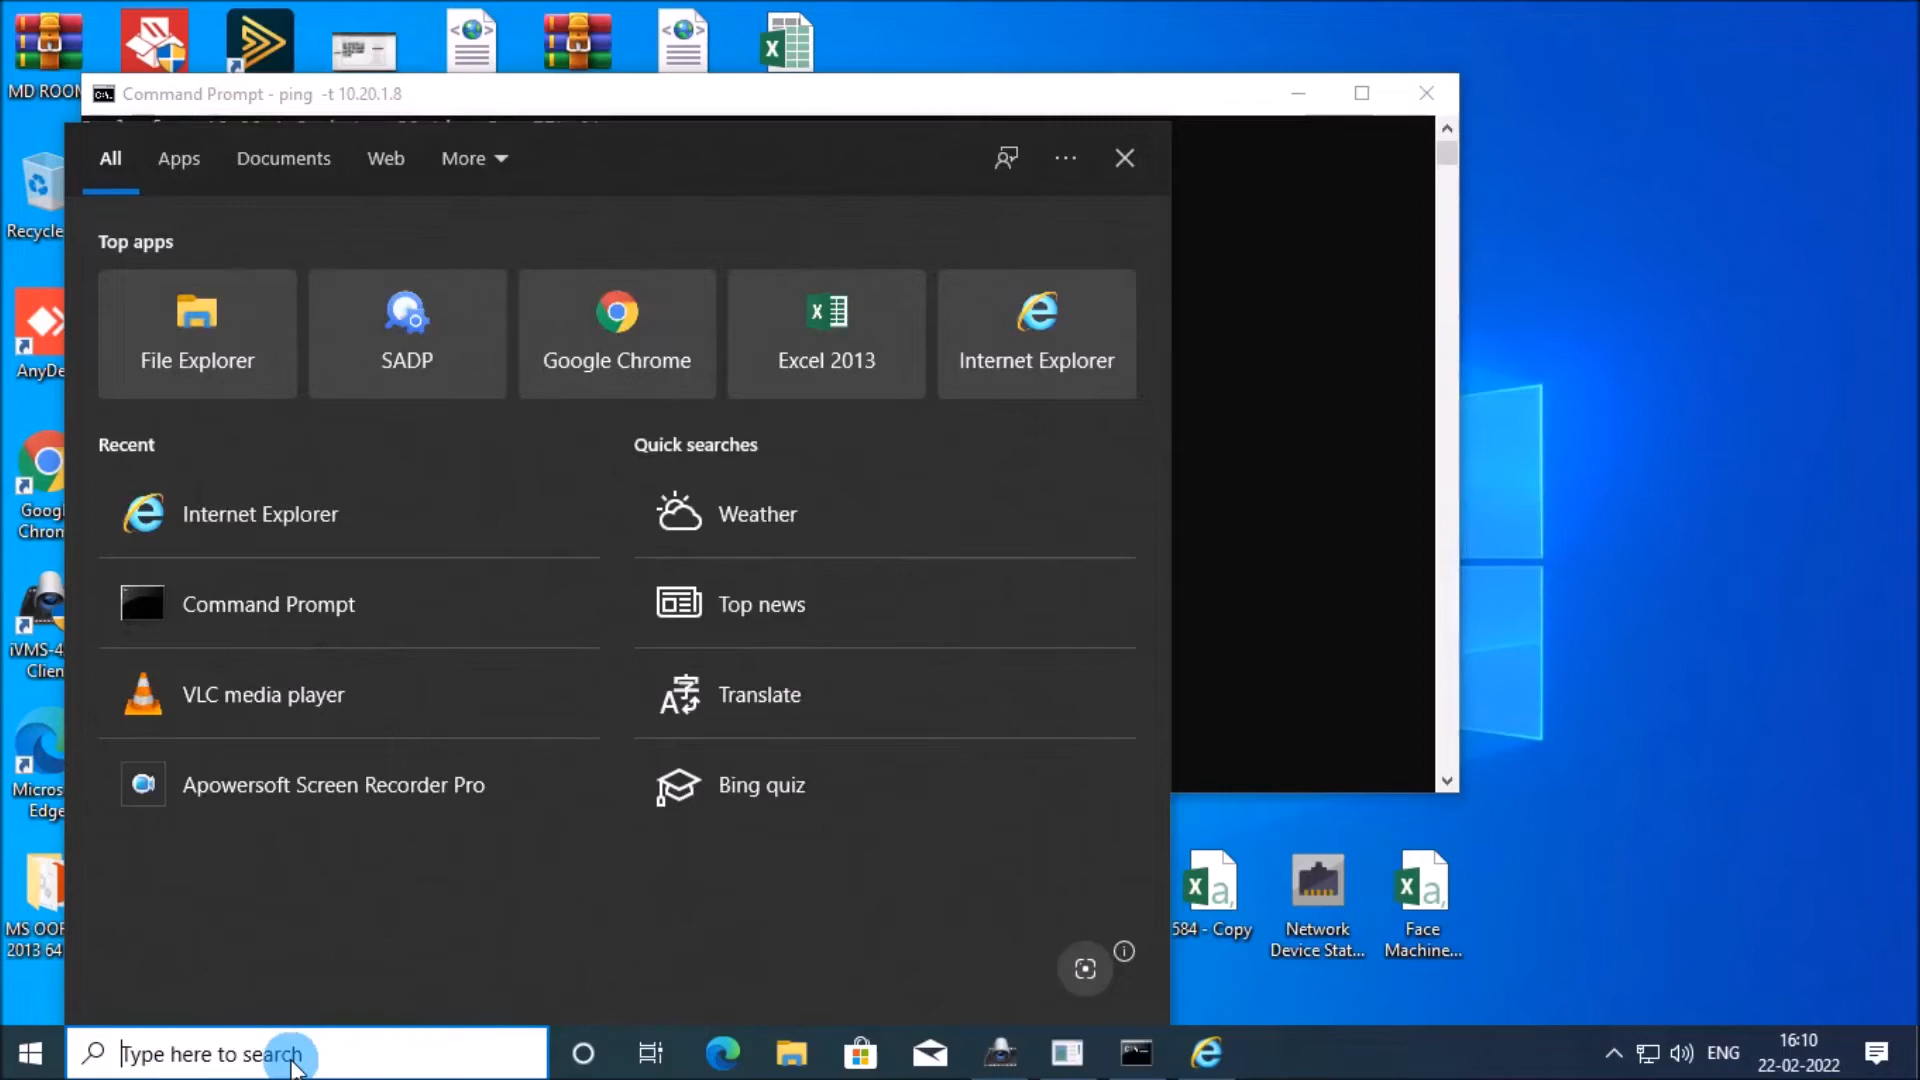 MD ROOM
Command Prompt - ping -t 10.20.1.8
All
Apps
Documents
Web
More
Top apps
File Explorer
SADP
Google Chrome
Excel 2013
Internet Explorer
Recent
Quick searches
Internet Explorer
Weather
Command Prompt
Top news
VLC media player
Translate
Apowersoft Screen Recorder Pro
Bing quiz
Recycle
AnyDe
Googl
Chrom
iVMS-4
Clien
Micros
Edge
MS OOF
2013 64
584 - Copy
Network
Device Stat...
Face
Machine...
Type here to search
ENG
16:10
22-02-2022